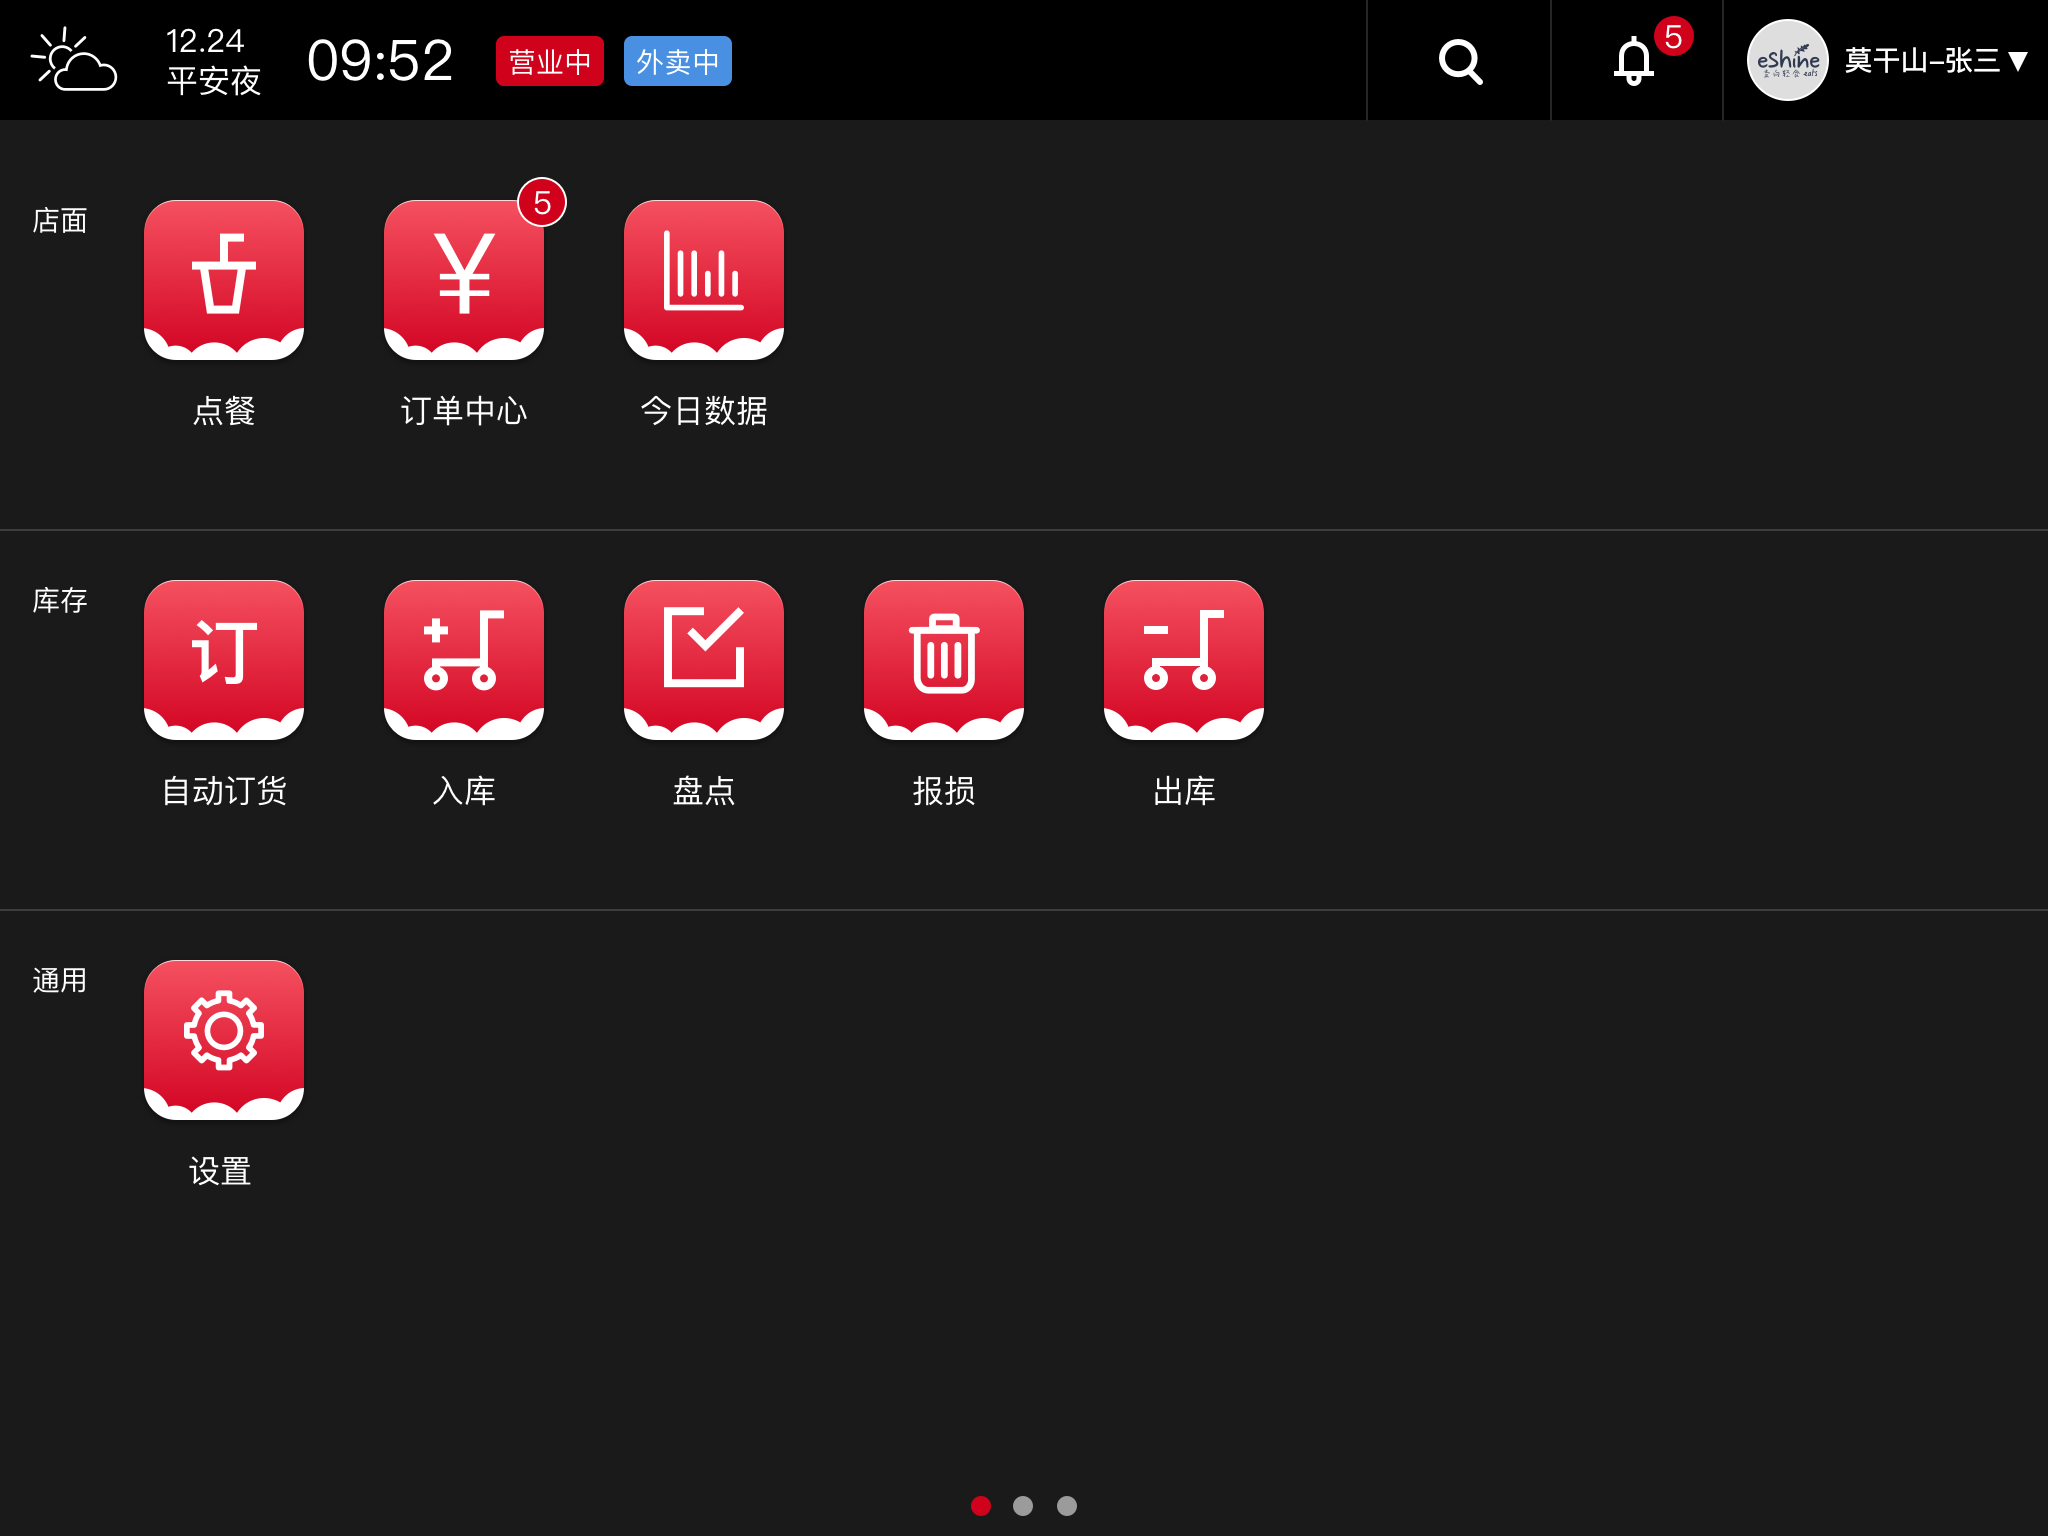 12.24
平安夜
09:52
营业中
外卖中
5
eShine
eats
莫干山-张三▼
店面
5
¥
点餐
订单中心
今日数据
库存
订
自动订货
入库
盘点
报损
出库
通用
设置